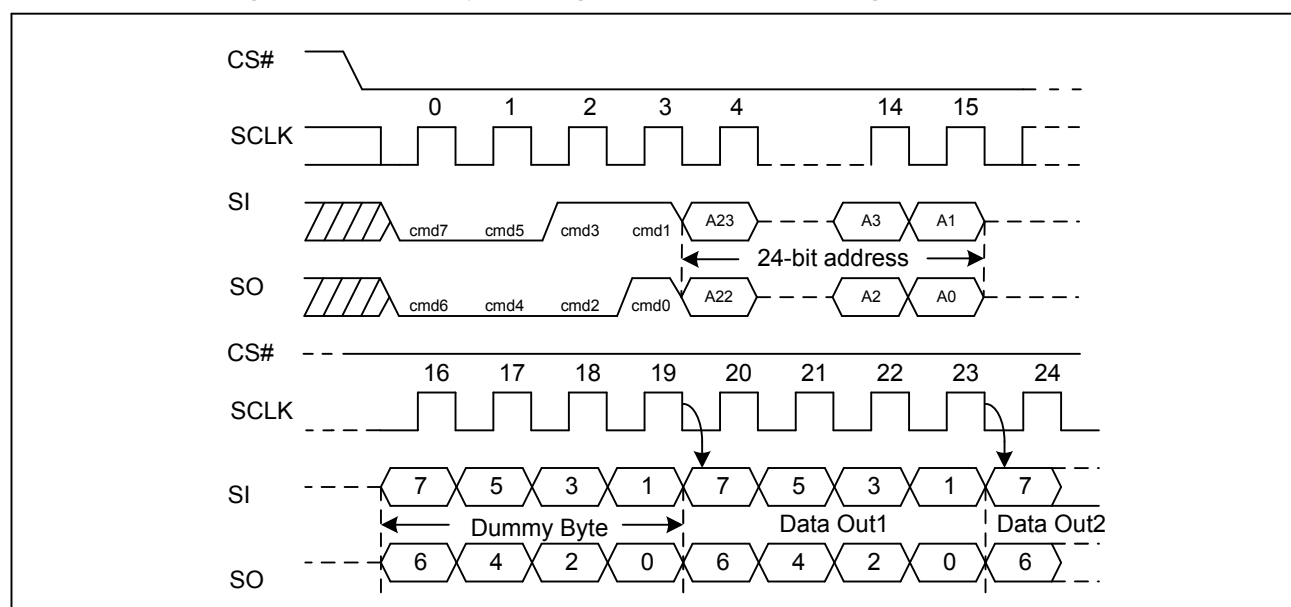 CS#
0 1 2 3 4 14 15
SCLK
SI
A23 A3 A1
cmd7 cmd5 cmd3 cmd1
24-bit address
SO
A22 A2 A0
cmd6 cmd4 cmd2 cmd0
CS#
16 17 18 19 20 21 22 23 24
SCLK
SI
7 5 3 1 7 5 3 1 7
Dummy Byte Data Out1 Data Out2
SO
6 4 2 0 6 4 2 0 6